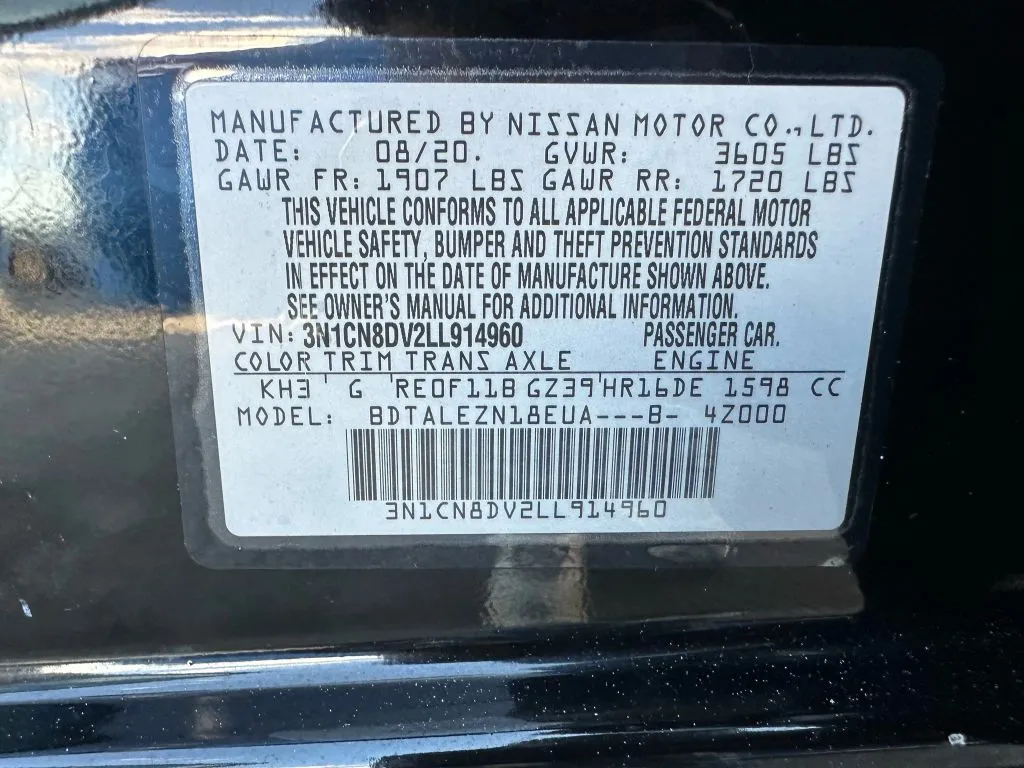 MANUFACTURED BY NISSAN MOTOR CO., LTD.
DATE: 08/20. GVWR: 3605 LBS
GAWR FR: 1907 LBS GAWR RR: 1720 LBS
THIS VEHICLE CONFORMS TO ALL APPLICABLE FEDERAL MOTOR
VEHICLE SAFETY, BUMPER AND THEFT PREVENTION STANDARDS
IN EFFECT ON THE DATE OF MANUFACTURE SHOWN ABOVE.
SEE OWNER'S MANUAL FOR ADDITIONAL INFORMATION.
VIN: 3N1CN8DV2LL914960 PASSENGER CAR.
COLOR TRIM TRANS AXLE ENGINE
KH3 G RE0F11B GZ39 HR16DE 1598 CC
MODEL: BDTALEZN18EUA---B- 4Z000
3N1CN8DV2LL914960